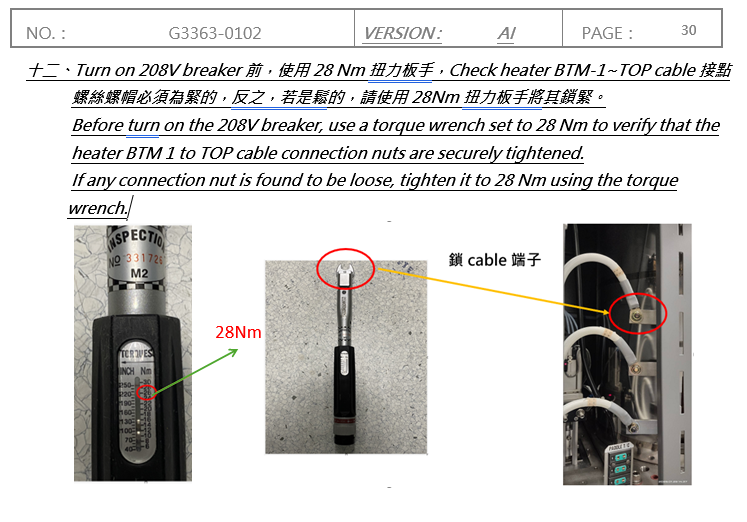 NO.： G3363-0102 VERSION： AI PAGE： 30
十二、Turn on 208V breaker 前，使用 28 Nm 扭力板手，Check heater BTM-1~TOP cable 接點
螺絲螺帽必須為緊的，反之，若是鬆的，請使用 28Nm 扭力板手將其鎖緊。
Before turn on the 208V breaker, use a torque wrench set to 28 Nm to verify that the
heater BTM 1 to TOP cable connection nuts are securely tightened.
If any connection nut is found to be loose, tighten it to 28 Nm using the torque
wrench.
INSPECTIO
No 331726
M2
TORQUES
INCH Nm
28Nm
鎖 cable 端子
PADDLE T/C